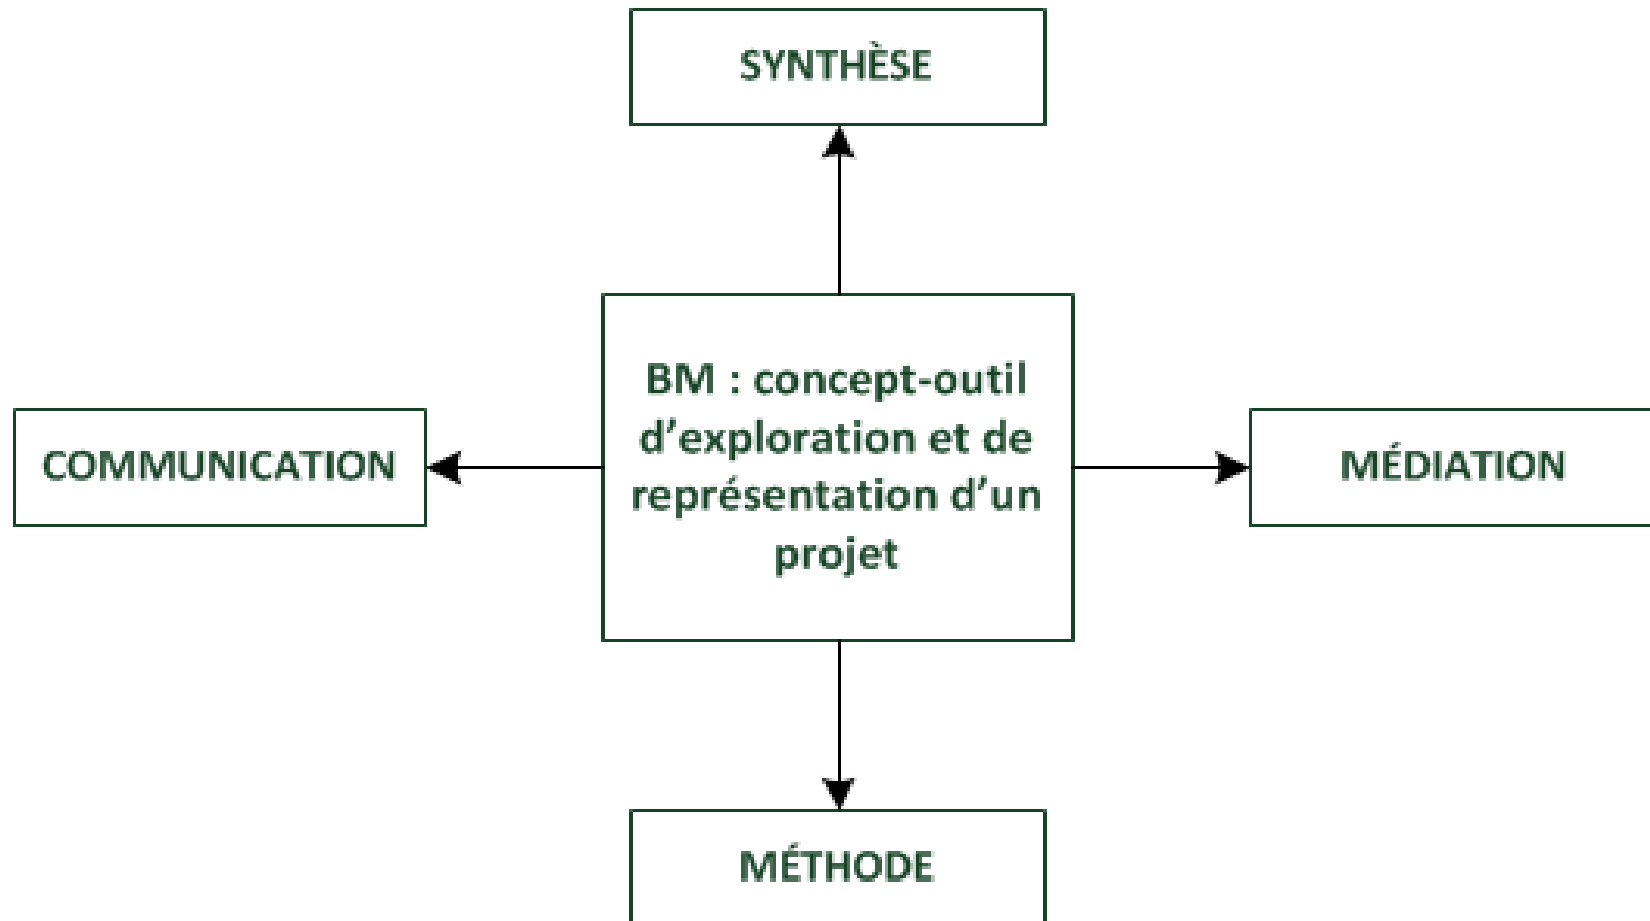 SYNTHÈSE
BM : concept-outil
d’exploration et de
représentation d’un
projet
COMMUNICATION
MÉDIATION
MÉTHODE